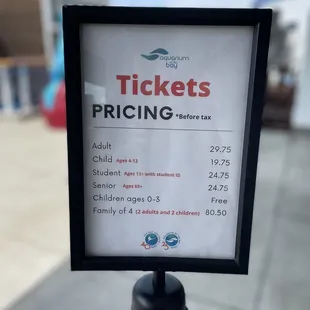 aquarium
bay
Tickets
PRICING *Before tax
Adult 29.75
Child Ages 4-12 19.75
Student Ages 13+ with student ID 24.75
Senior Ages 65+ 24.75
Children ages 0-3 Free
Family of 4 (2 adults and 2 children) 80.50